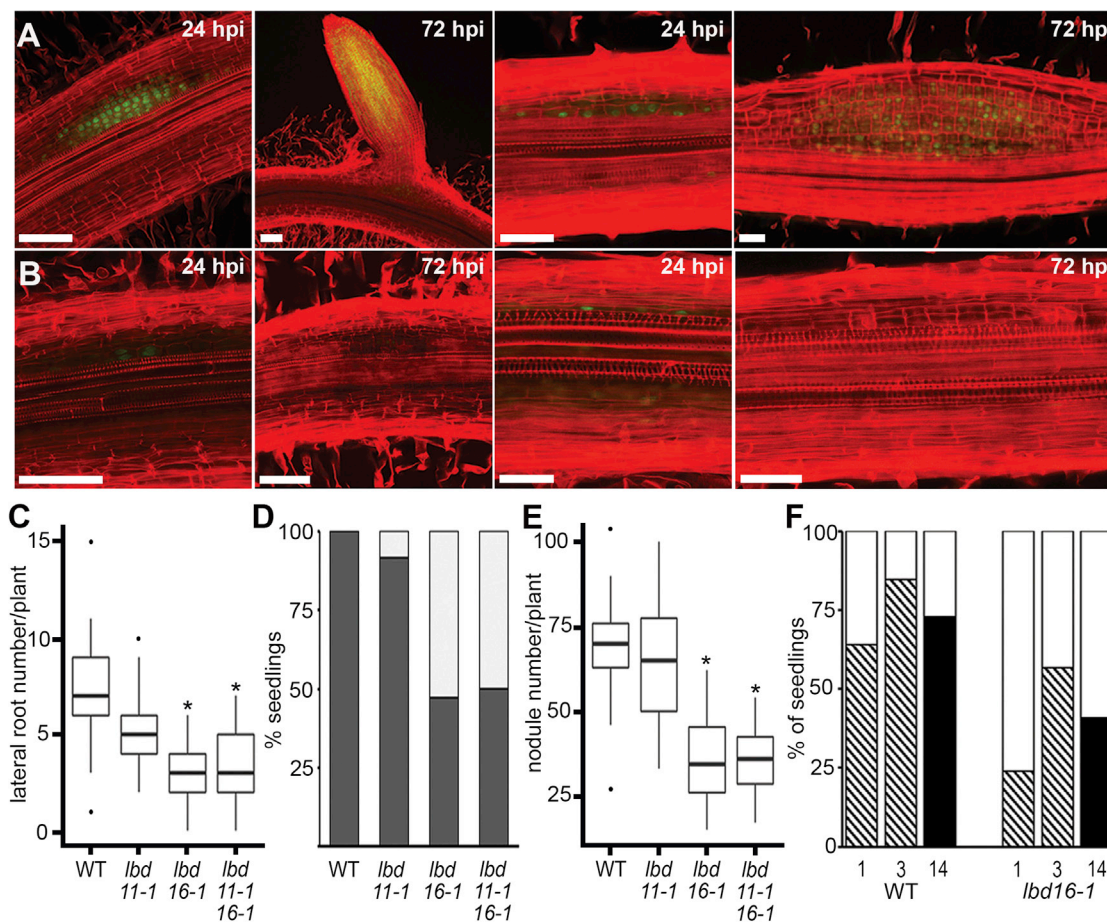 A
24 hpi
72 hpi
24 hpi
72 hpi
B
24 hpi
72 hpi
24 hpi
72 hpi
C
lateral root number/plant
15
10
5
0
*
*
WT
lbd 11-1
lbd 16-1
lbd 11-1 16-1
D
% seedlings
100
75
50
25
WT
lbd 11-1
lbd 16-1
lbd 11-1 16-1
E
nodule number/plant
100
75
50
25
*
*
WT
lbd 11-1
lbd 16-1
lbd 11-1 16-1
F
% of seedlings
100
75
50
25
0
1 3 14
WT
1 3 14
lbd16-1